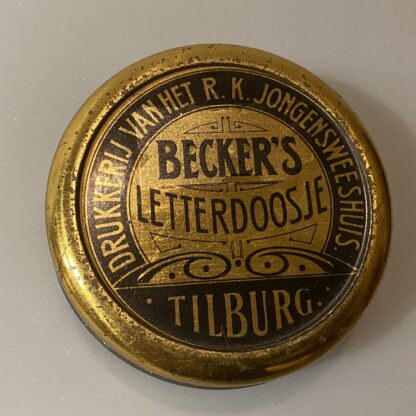 DRUKKERIJ VAN HET R. K. JONGENSWEESHUIS.
BECKER'S
LETTERDOOSJE
· TILBURG. ·